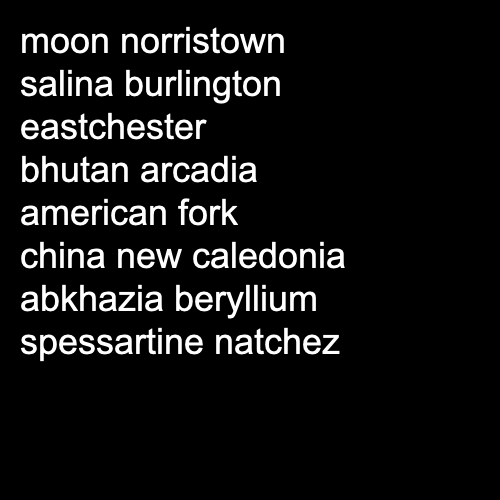 moon norristown
salina burlington
eastchester
bhutan arcadia
american fork
china new caledonia
abkhazia beryllium
spessartine natchez